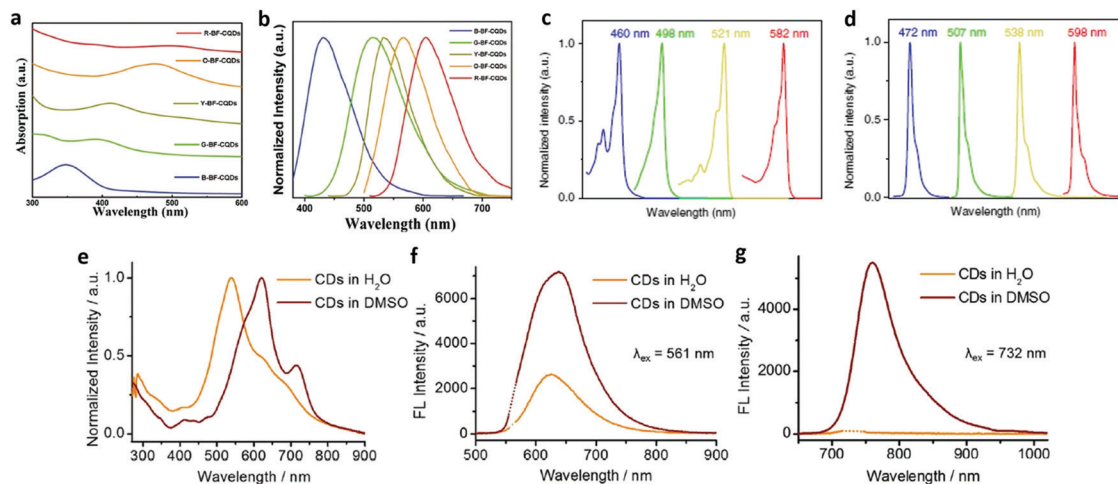 a
R-BF-CQDs
O-BF-CQDs
Y-BF-CQDs
G-BF-CQDs
B-BF-CQDs
Absorption (a.u.)
300 400 500 600
Wavelength (nm)
b
B-BF-CQDs
G-BF-CQDs
Y-BF-CQDs
O-BF-CQDs
R-BF-CQDs
Normalized Intensity (a.u.)
400 500 600 700
Wavelength (nm)
c
460 nm 498 nm 521 nm 582 nm
1.0
0.5
0.0
Normalized intensity (a.u.)
Wavelength (nm)
d
472 nm 507 nm 538 nm 598 nm
1.0
0.5
0.0
Normalized intensity (a.u.)
Wavelength (nm)
e
CDs in H₂O
CDs in DMSO
1.0
0.5
0.0
Normalized Intensity / a.u.
300 400 500 600 700 800 900
Wavelength / nm
f
CDs in H₂O
CDs in DMSO
λex = 561 nm
6000
4000
2000
0
FL Intensity / a.u.
500 600 700 800 900
Wavelength / nm
g
CDs in H₂O
CDs in DMSO
λex = 732 nm
4000
2000
0
FL Intensity / a.u.
700 800 900 1000
Wavelength / nm